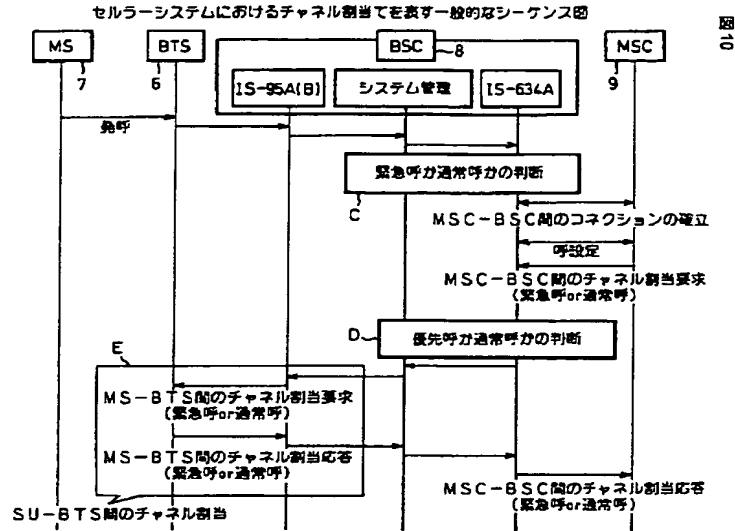 セルラーシステムにおけるチャネル割当てを表す一般的なシーケンス図
図10
MS
7
BTS
6
BSC
8
MSC
9
IS-95A(B)
システム管理
IS-634A
発呼
緊急呼か通常呼かの判断
C
MSC-BSC間のコネクションの確立
呼設定
MSC-BSC間のチャネル割当要求
(緊急呼or通常呼)
D
優先呼か通常呼かの判断
E
MS-BTS間のチャネル割当要求
(緊急呼or通常呼)
MS-BTS間のチャネル割当応答
(緊急呼or通常呼)
MSC-BSC間のチャネル割当応答
(緊急呼or通常呼)
SU-BTS間のチャネル割当